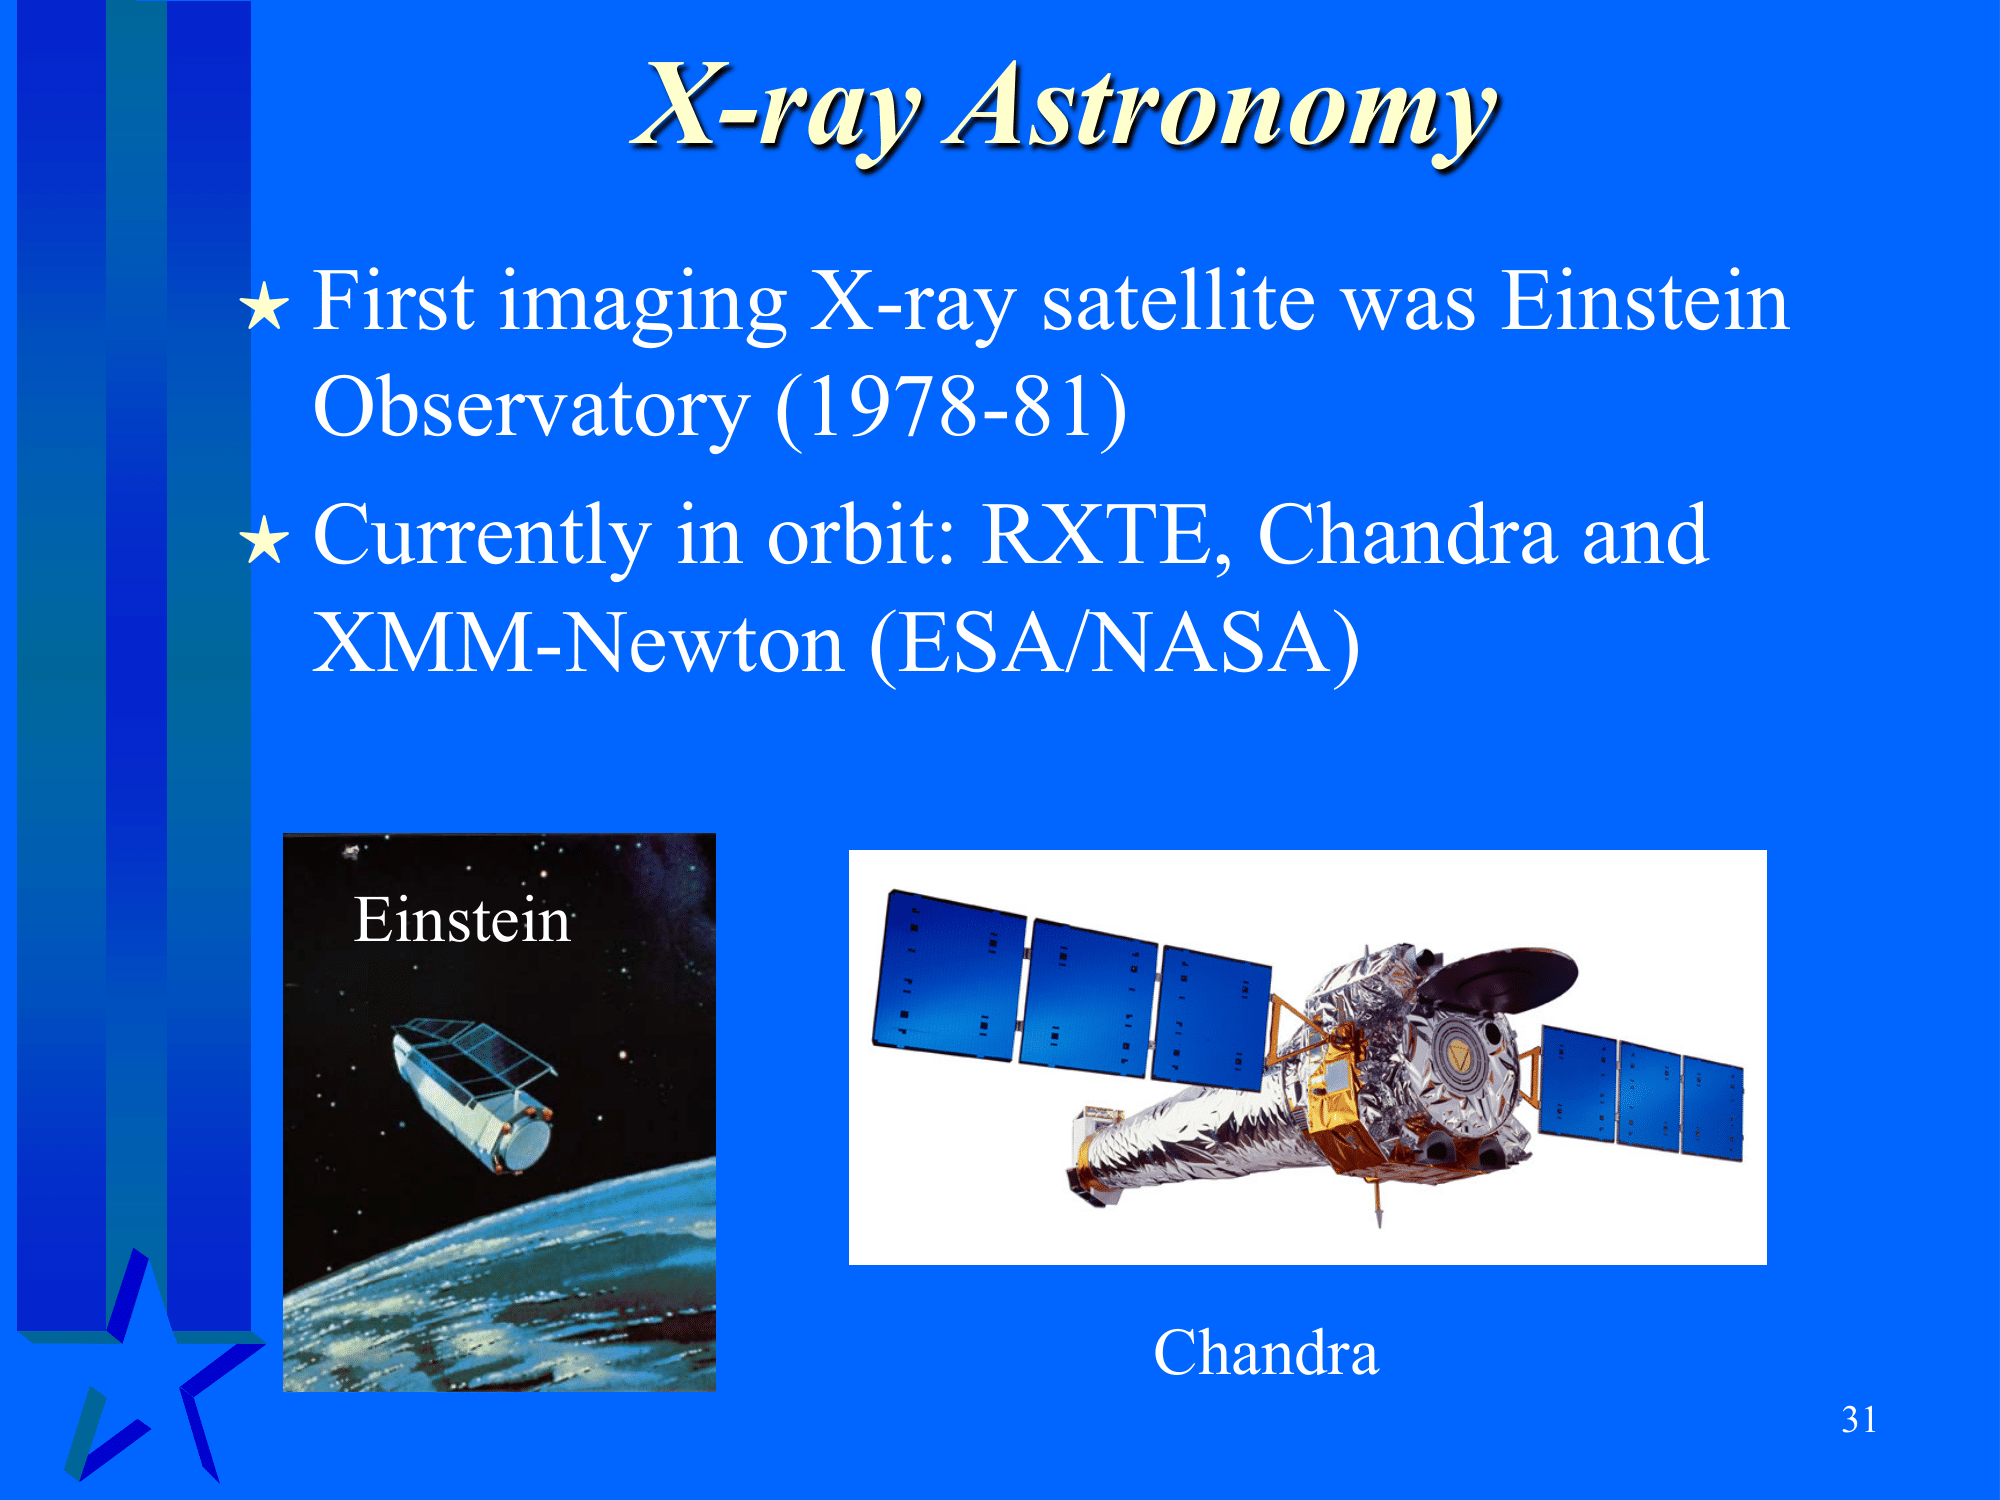 X-ray Astronomy
First imaging X-ray satellite was Einstein
Observatory (1978-81)
Currently in orbit: RXTE, Chandra and
XMM-Newton (ESA/NASA)
Einstein
Chandra
31